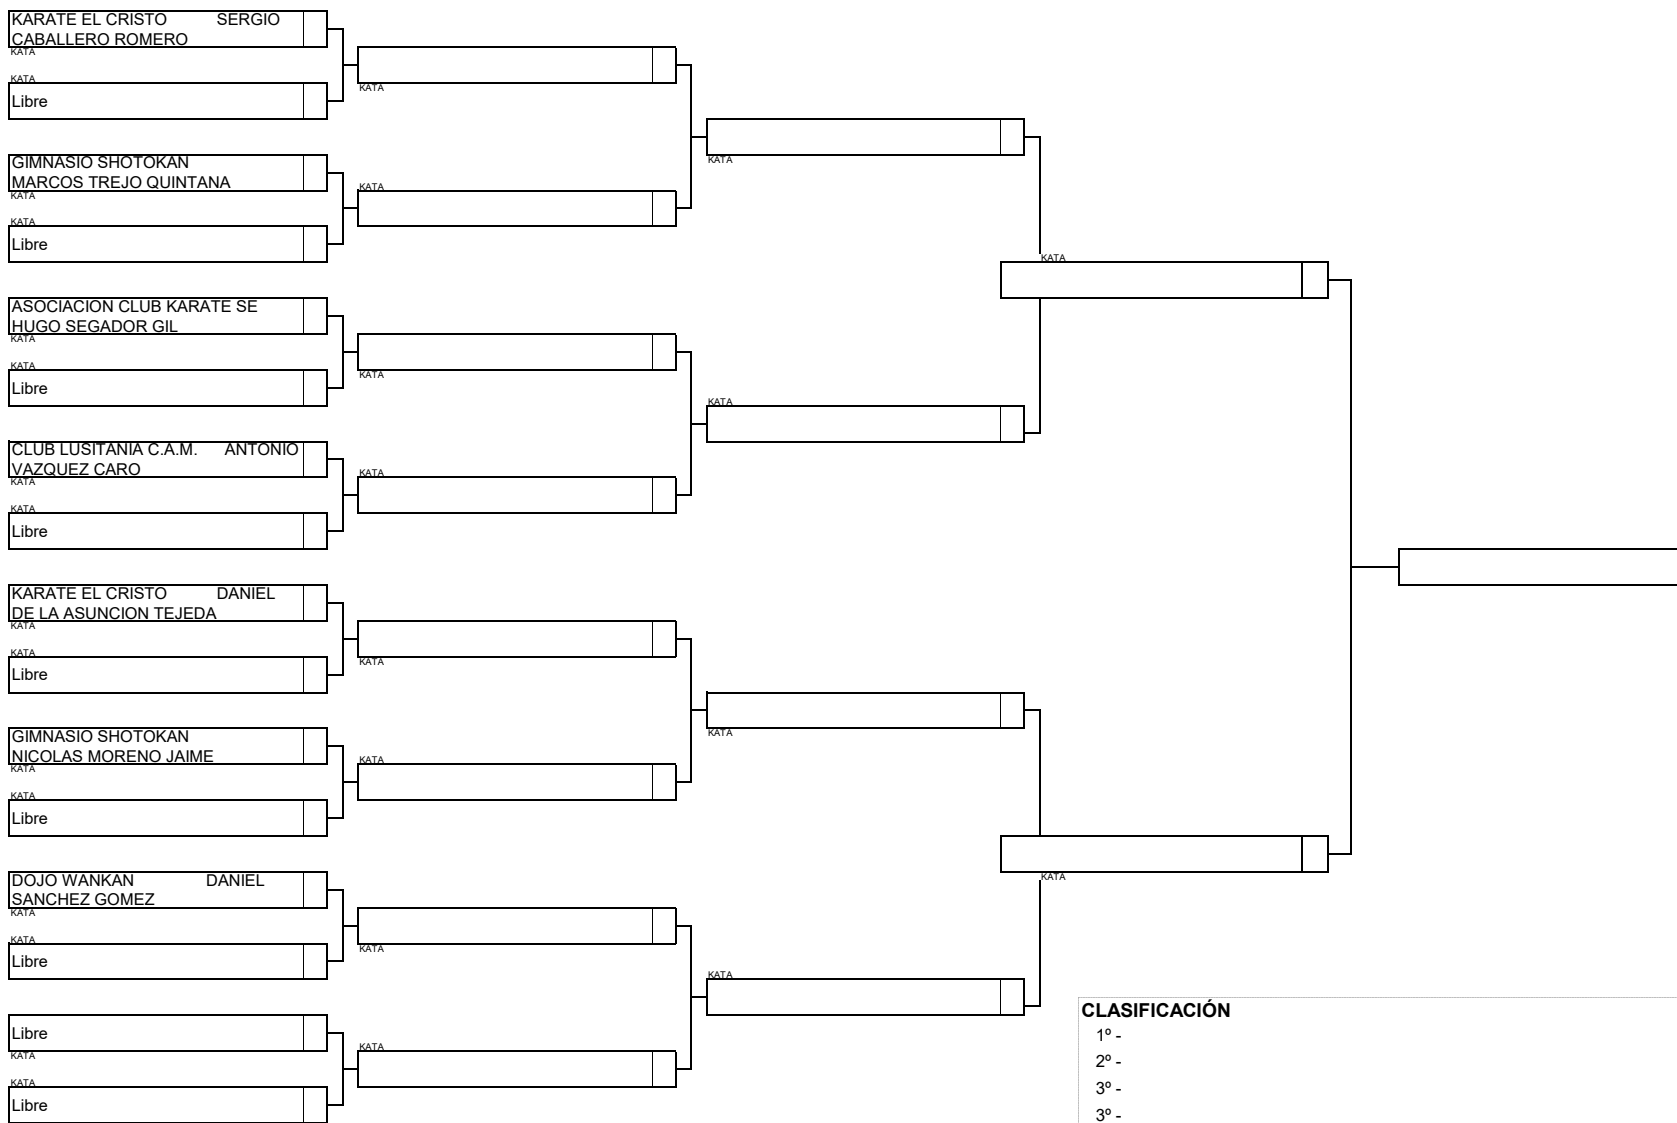 KARATE EL CRISTO SERGIO
CABALLERO ROMERO
KATA
KATA
Libre
GIMNASIO SHOTOKAN
MARCOS TREJO QUINTANA
KATA
KATA
Libre
ASOCIACION CLUB KARATE SE
HUGO SEGADOR GIL
KATA
KATA
Libre
CLUB LUSITANIA C.A.M. ANTONIO
VAZQUEZ CARO
KATA
KATA
Libre
KARATE EL CRISTO DANIEL
DE LA ASUNCION TEJEDA
KATA
KATA
Libre
GIMNASIO SHOTOKAN
NICOLAS MORENO JAIME
KATA
KATA
Libre
DOJO WANKAN DANIEL
SANCHEZ GOMEZ
KATA
KATA
Libre
Libre
KATA
KATA
Libre
KATA
KATA
KATA
KATA
KATA
KATA
KATA
KATA
KATA
KATA
KATA
KATA
KATA
KATA
CLASIFICACIÓN
1º -
2º -
3º -
3º -